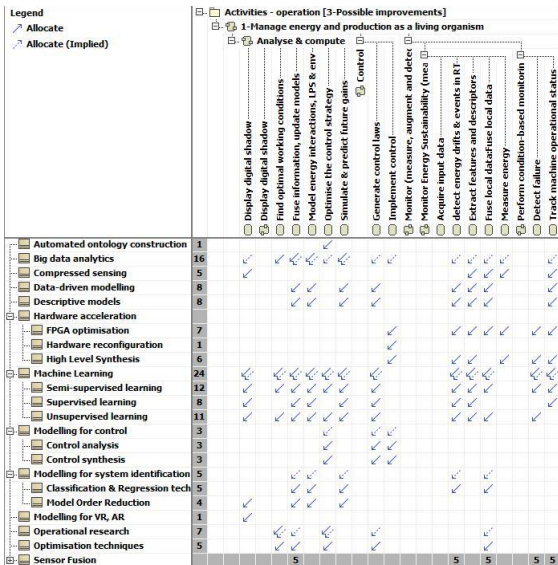 Legend
Allocate
Allocate (Implied)
Activities - operation [3-Possible improvements]
1-Manage energy and production as a living organism
Analyse & compute
Display digital shadow
Display digital shadow
Find optimal working conditions
Fuse information, update models
Model energy interactions, LPS & env
Optimise the control strategy
Simulate & predict future gains
Control
Generate control laws
Implement control
Monitor (measure, augment and detec
Monitor Energy Sustainability (mea
Acquire input data
detect energy drifts & events in RT
Extract features and descriptors
Fuse local data/fuse local data
Measure energy
Perform condition-based monitorin
Detect failure
Track machine operational status
Automated ontology construction 1
Big data analytics 16
Compressed sensing 5
Data-driven modelling 8
Descriptive models 8
Hardware acceleration
FPGA optimisation 7
Hardware reconfiguration 1
High Level Synthesis 6
Machine Learning 24
Semi-supervised learning 12
Supervised learning 8
Unsupervised learning 11
Modelling for control 3
Control analysis 3
Control synthesis 3
Modelling for system identification 5
Classification & Regression tech 5
Model Order Reduction 4
Modelling for VR, AR 1
Operational research 7
Optimisation techniques 5
Sensor Fusion 5 5 5 5 5